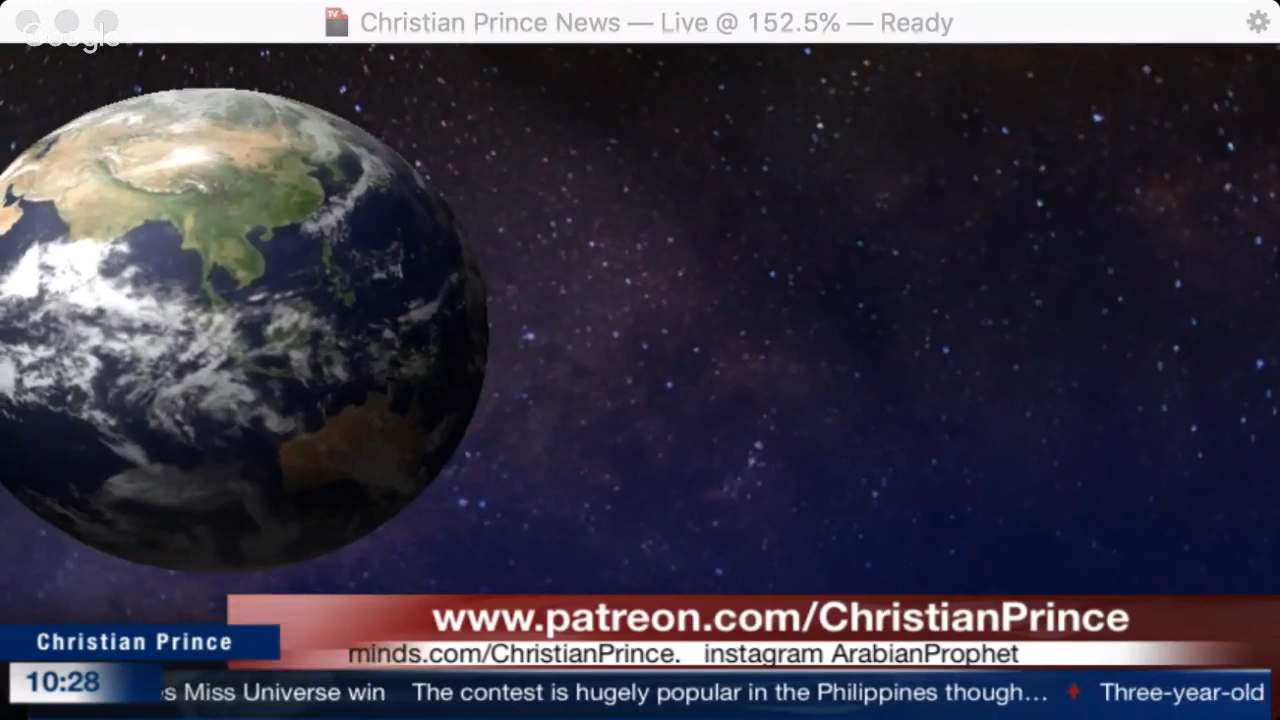 Christian Prince News — Live @ 152.5% — Ready
Google
www.patreon.com/ChristianPrince
Christian Prince
minds.com/ChristianPrince. instagram ArabianProphet
10:28
s Miss Universe win The contest is hugely popular in the Philippines though... Three-year-old